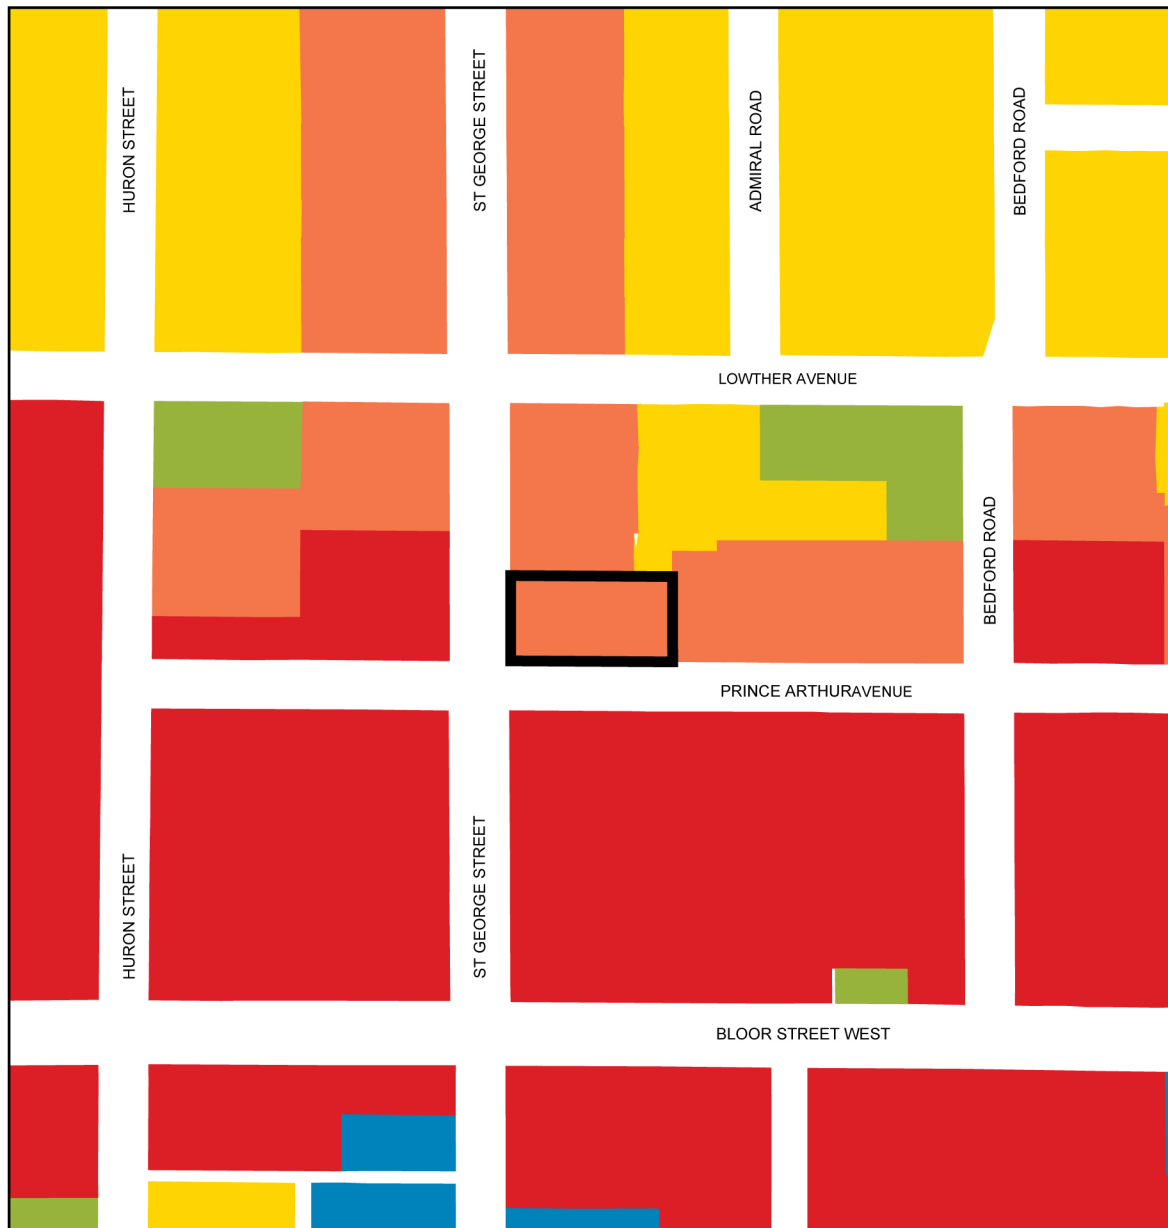 HURON STREET
ST GEORGE STREET
ADMIRAL ROAD
BEDFORD ROAD
LOWTHER AVENUE
BEDFORD ROAD
PRINCE ARTHURAVENUE
HURON STREET
ST GEORGE STREET
BLOOR STREET WEST